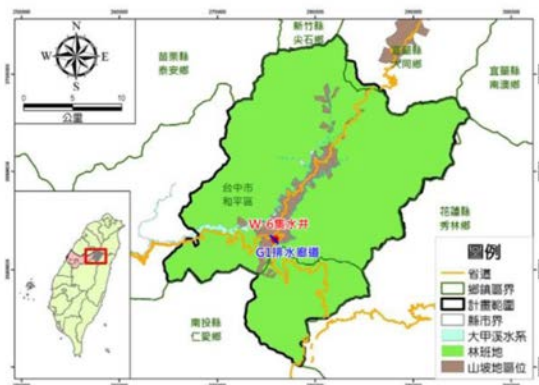 新竹縣
尖石鄉
N
W
E
S
0 5 10
公里
苗栗縣
泰安鄉
宜蘭縣
大同鄉
宜蘭縣
南澳鄉
台中市
和平區
W-6集水井
G1排水廊道
花蓮縣
秀林鄉
南投縣
仁愛鄉
圖例
省道
鄉鎮區界
計畫範圍
縣市界
大甲溪水系
林班地
山坡地區位